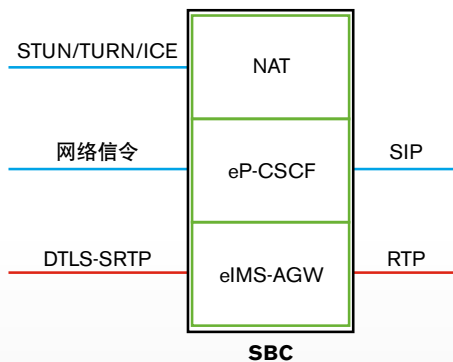 STUN/TURN/ICE
NAT
网络信令
eP-CSCF
SIP
DTLS-SRTP
eIMS-AGW
RTP
SBC